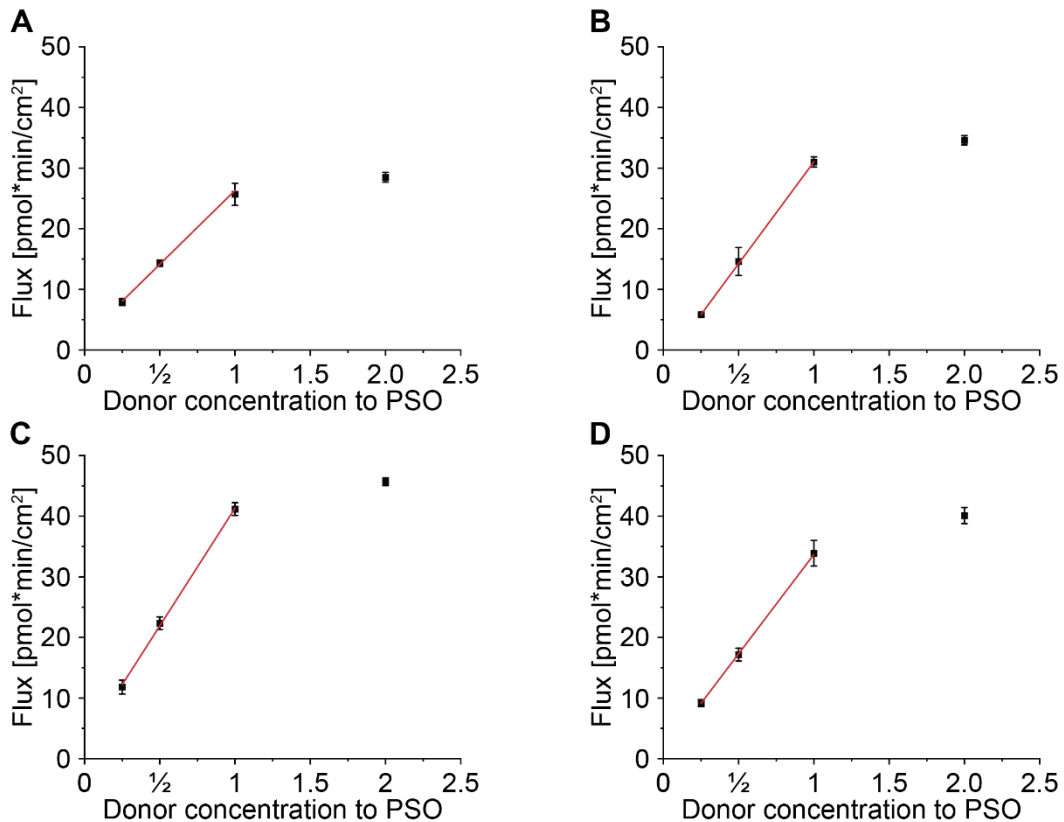 A
B
Flux [pmol*min/cm²]
50
40
30
20
10
0
0 ½ 1 1.5 2.0 2.5
Donor concentration to PSO
Flux [pmol*min/cm²]
50
40
30
20
10
0
0 ½ 1 1.5 2.0 2.5
Donor concentration to PSO
C
D
Flux [pmol*min/cm²]
50
40
30
20
10
0
0 ½ 1 1.5 2 2.5
Donor concentration to PSO
Flux [pmol*min/cm²]
50
40
30
20
10
0
0 ½ 1 1.5 2.0 2.5
Donor concentration to PSO